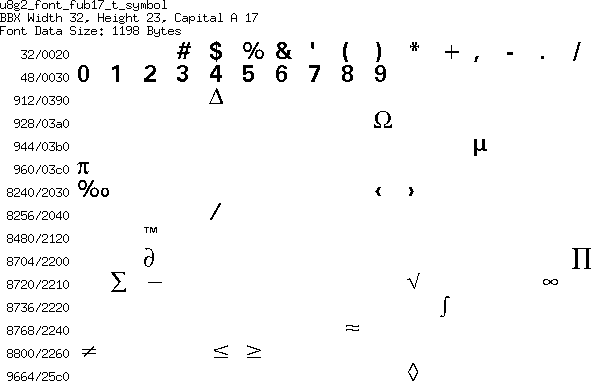 u8g2_font_fub17_t_symbol
BBX Width 32, Height 23, Capital A 17
Font Data Size: 1198 Bytes
32/0020 # $ % & ' ( ) * + , - . /
48/0030 0 1 2 3 4 5 6 7 8 9
912/0390 Δ
928/03a0 Ω
944/03b0 μ
960/03c0 π
8240/2030 ‰ ‹ ›
8256/2040 ⁄
8480/2120 ™
8704/2200 ∂ ∏
8720/2210 ∑ − √ ∞
8736/2220 ∫
8768/2240 ≈
8800/2260 ≠ ≤ ≥
9664/25c0 ◊